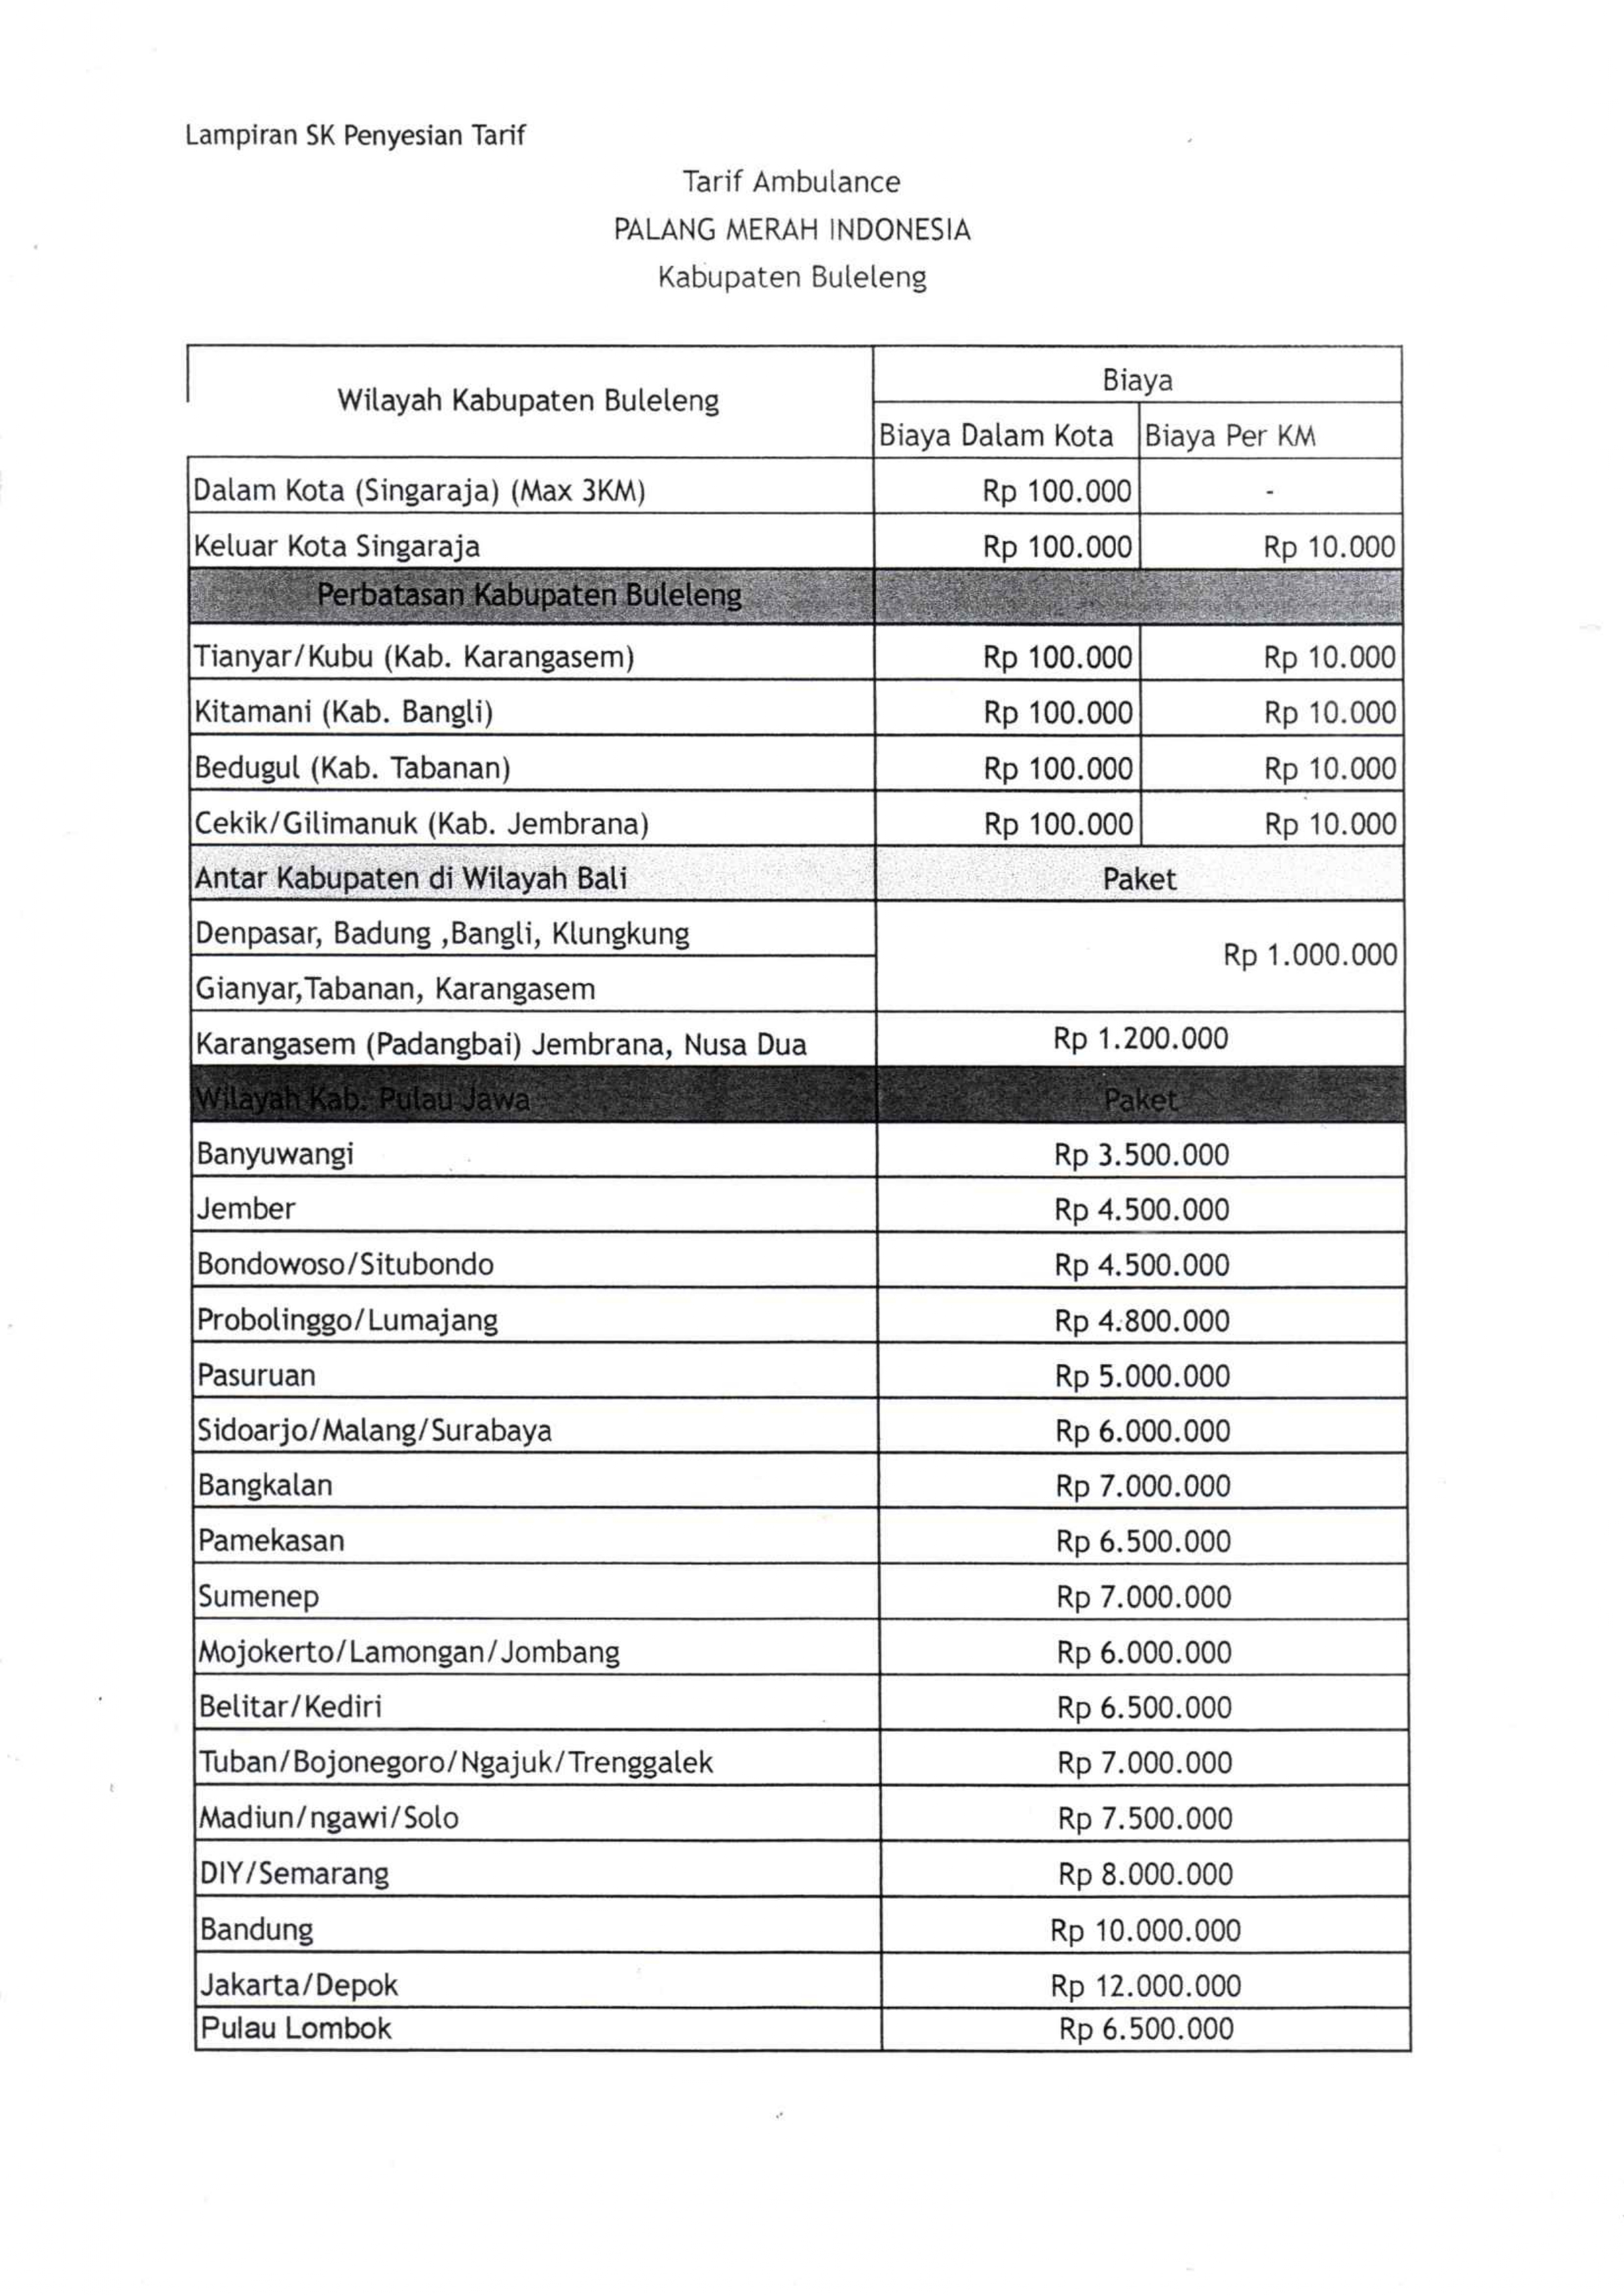 Lampiran SK Penyesian Tarif
Tarif Ambulance
PALANG MERAH INDONESIA
Kabupaten Buleleng
Wilayah Kabupaten Buleleng Biaya
Biaya Dalam Kota Biaya Per KM
Dalam Kota (Singaraja) (Max 3KM) Rp 100.000 -
Keluar Kota Singaraja Rp 100.000 Rp 10.000
Perbatasan Kabupaten Buleleng
Tianyar/Kubu (Kab. Karangasem) Rp 100.000 Rp 10.000
Kitamani (Kab. Bangli) Rp 100.000 Rp 10.000
Bedugul (Kab. Tabanan) Rp 100.000 Rp 10.000
Cekik/Gilimanuk (Kab. Jembrana) Rp 100.000 Rp 10.000
Antar Kabupaten di Wilayah Bali Paket
Denpasar, Badung ,Bangli, Klungkung
Rp 1.000.000
Gianyar,Tabanan, Karangasem
Karangasem (Padangbai) Jembrana, Nusa Dua Rp 1.200.000
Wilayah Kab. Pulau Jawa Paket
Banyuwangi Rp 3.500.000
Jember Rp 4.500.000
Bondowoso/Situbondo Rp 4.500.000
Probolinggo/Lumajang Rp 4.800.000
Pasuruan Rp 5.000.000
Sidoarjo/Malang/Surabaya Rp 6.000.000
Bangkalan Rp 7.000.000
Pamekasan Rp 6.500.000
Sumenep Rp 7.000.000
Mojokerto/Lamongan/Jombang Rp 6.000.000
Belitar/Kediri Rp 6.500.000
Tuban/Bojonegoro/Ngajuk/Trenggalek Rp 7.000.000
Madiun/ngawi/Solo Rp 7.500.000
DIY/Semarang Rp 8.000.000
Bandung Rp 10.000.000
Jakarta/Depok Rp 12.000.000
Pulau Lombok Rp 6.500.000